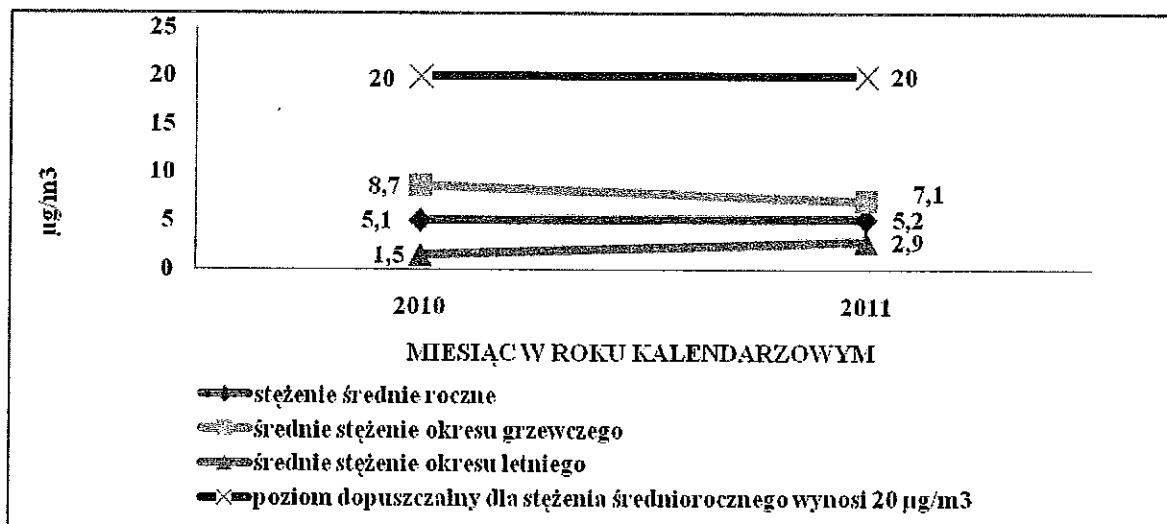 25
20
15
10
5
0
µg/m3
20 20
8,7 7,1
5,1 5,2
1,5 2,9
2010 2011
MIESIĄC W ROKU KALENDARZOWYM
stężenie średnie roczne
średnie stężenie okresu grzewczego
średnie stężenie okresu letniego
poziom dopuszczalny dla stężenia średniorocznego wynosi 20 µg/m3